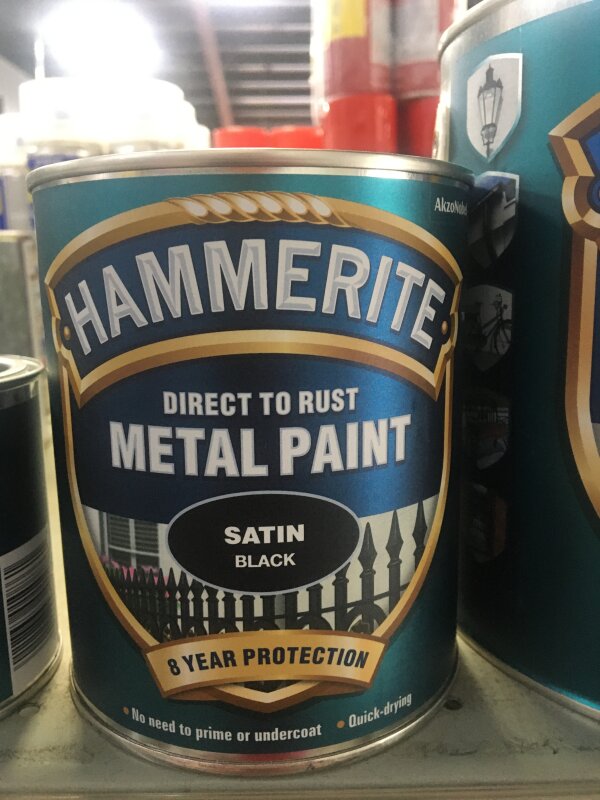 AkzoNobel
HAMMERITE
DIRECT TO RUST
METAL PAINT
SATIN
BLACK
8 YEAR PROTECTION
• No need to prime or undercoat • Quick-drying